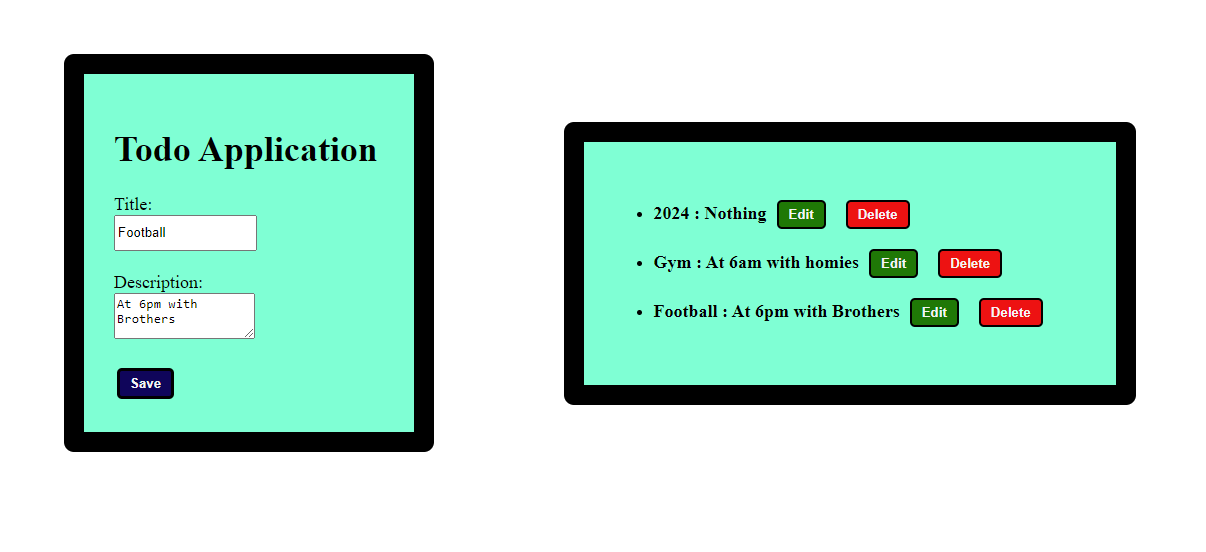 Todo Application
Title:
Football
Description:
At 6pm with
Brothers
Save
2024 : Nothing Edit Delete
Gym : At 6am with homies Edit Delete
Football : At 6pm with Brothers Edit Delete